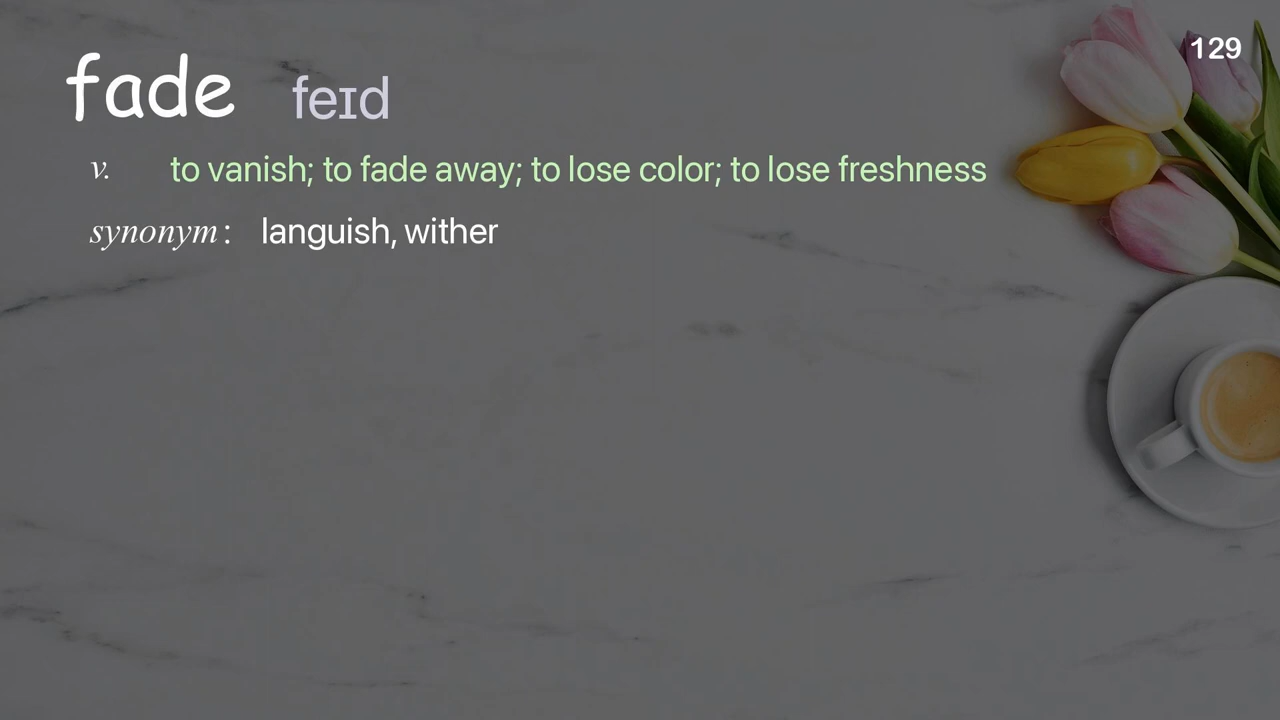 129
fade feɪd
v. to vanish; to fade away; to lose color; to lose freshness
synonym: languish, wither